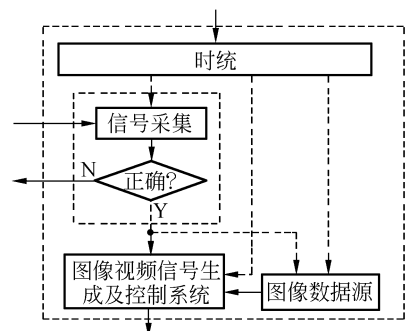 时统
信号采集
N
正确?
Y
图像视频信号生
成及控制系统
图像数据源